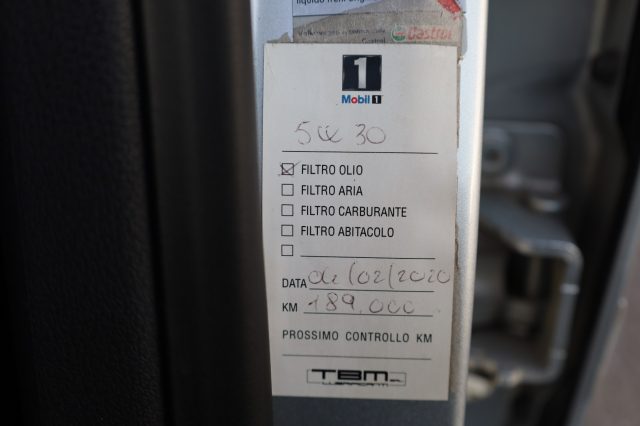 Castrol
1
Mobil 1
5W30
FILTRO OLIO
FILTRO ARIA
FILTRO CARBURANTE
FILTRO ABITACOLO
DATA 02/02/2020
KM 189.000
PROSSIMO CONTROLLO KM
TBM
LUBRIFICANTI